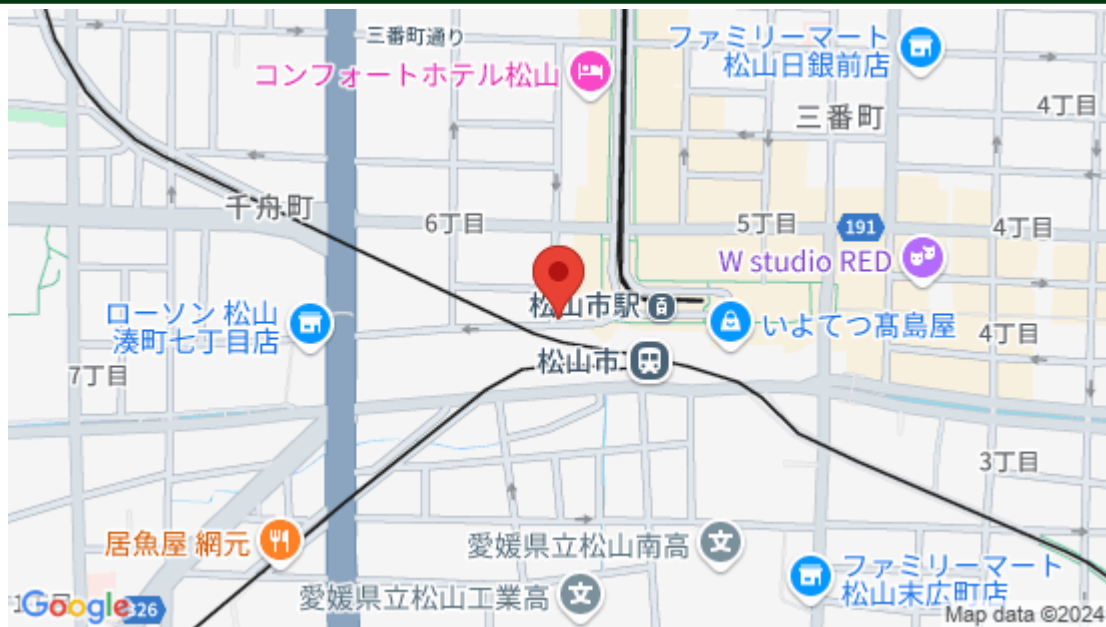 三番町通り
ファミリーマート
松山日銀前店
コンフォートホテル松山
4丁目
三番町
千舟町
6丁目
5丁目
191
4丁目
W studio RED
松山市駅
ローソン 松山
湊町七丁目店
いよてつ髙島屋
4丁目
松山市
7丁目
3丁目
居魚屋 網元
愛媛県立松山南高
ファミリーマート
松山末広町店
愛媛県立松山工業高
Google
326
Map data ©2024